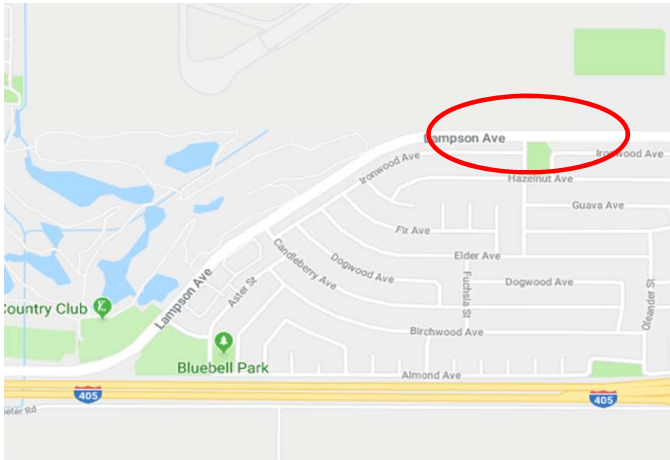 Lampson Ave
Ironwood Ave
Ironwood Ave
Hazelnut Ave
Guava Ave
Fir Ave
Elder Ave
Candleberry Ave
Dogwood Ave
Dogwood Ave
Lampson Ave
Aster St
Fuchsia St
Oleander St
Country Club
Birchwood Ave
Bluebell Park
Almond Ave
405
405
Rd